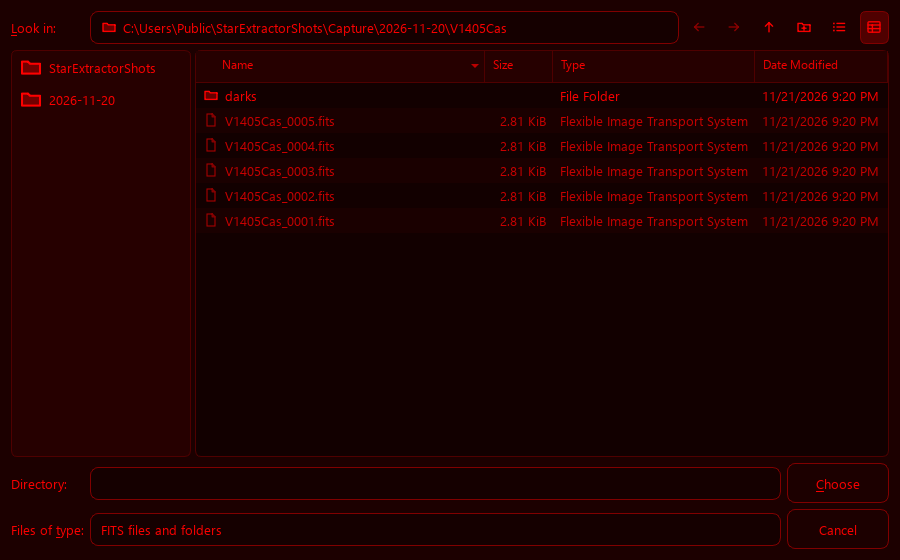 Look in: C:\Users\Public\StarExtractorShots\Capture\2026-11-20\V1405Cas
StarExtractorShots
2026-11-20
Name Size Type Date Modified
darks File Folder 11/21/2026 9:20 PM
V1405Cas_0005.fits 2.81 KiB Flexible Image Transport System 11/21/2026 9:20 PM
V1405Cas_0004.fits 2.81 KiB Flexible Image Transport System 11/21/2026 9:20 PM
V1405Cas_0003.fits 2.81 KiB Flexible Image Transport System 11/21/2026 9:20 PM
V1405Cas_0002.fits 2.81 KiB Flexible Image Transport System 11/21/2026 9:20 PM
V1405Cas_0001.fits 2.81 KiB Flexible Image Transport System 11/21/2026 9:20 PM
Directory: Choose
Files of type: FITS files and folders Cancel